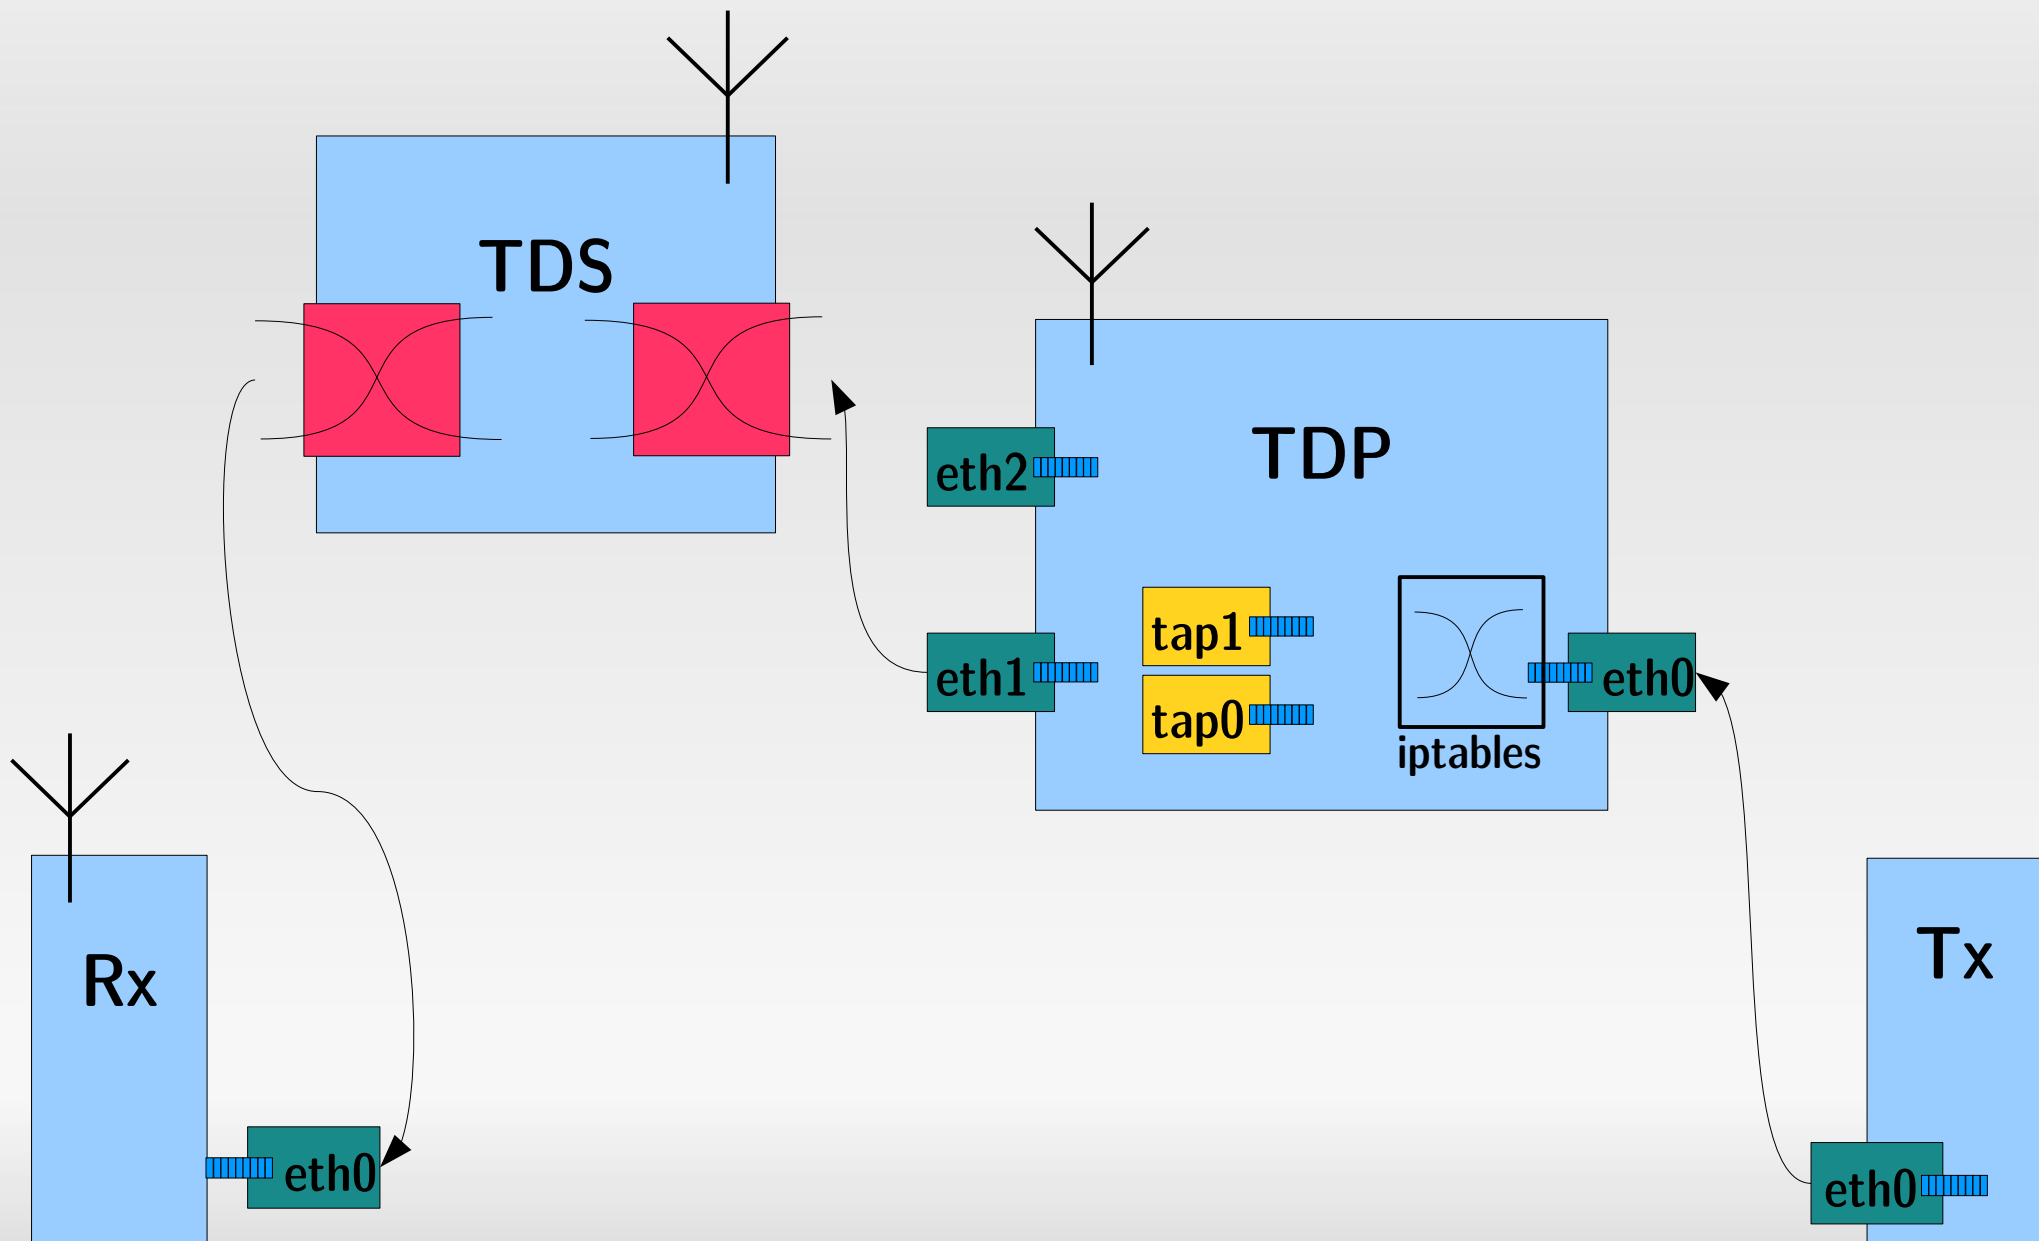 TDS
TDP
eth2
tap1
eth1
eth0
tap0
iptables
Rx
Tx
eth0
eth0